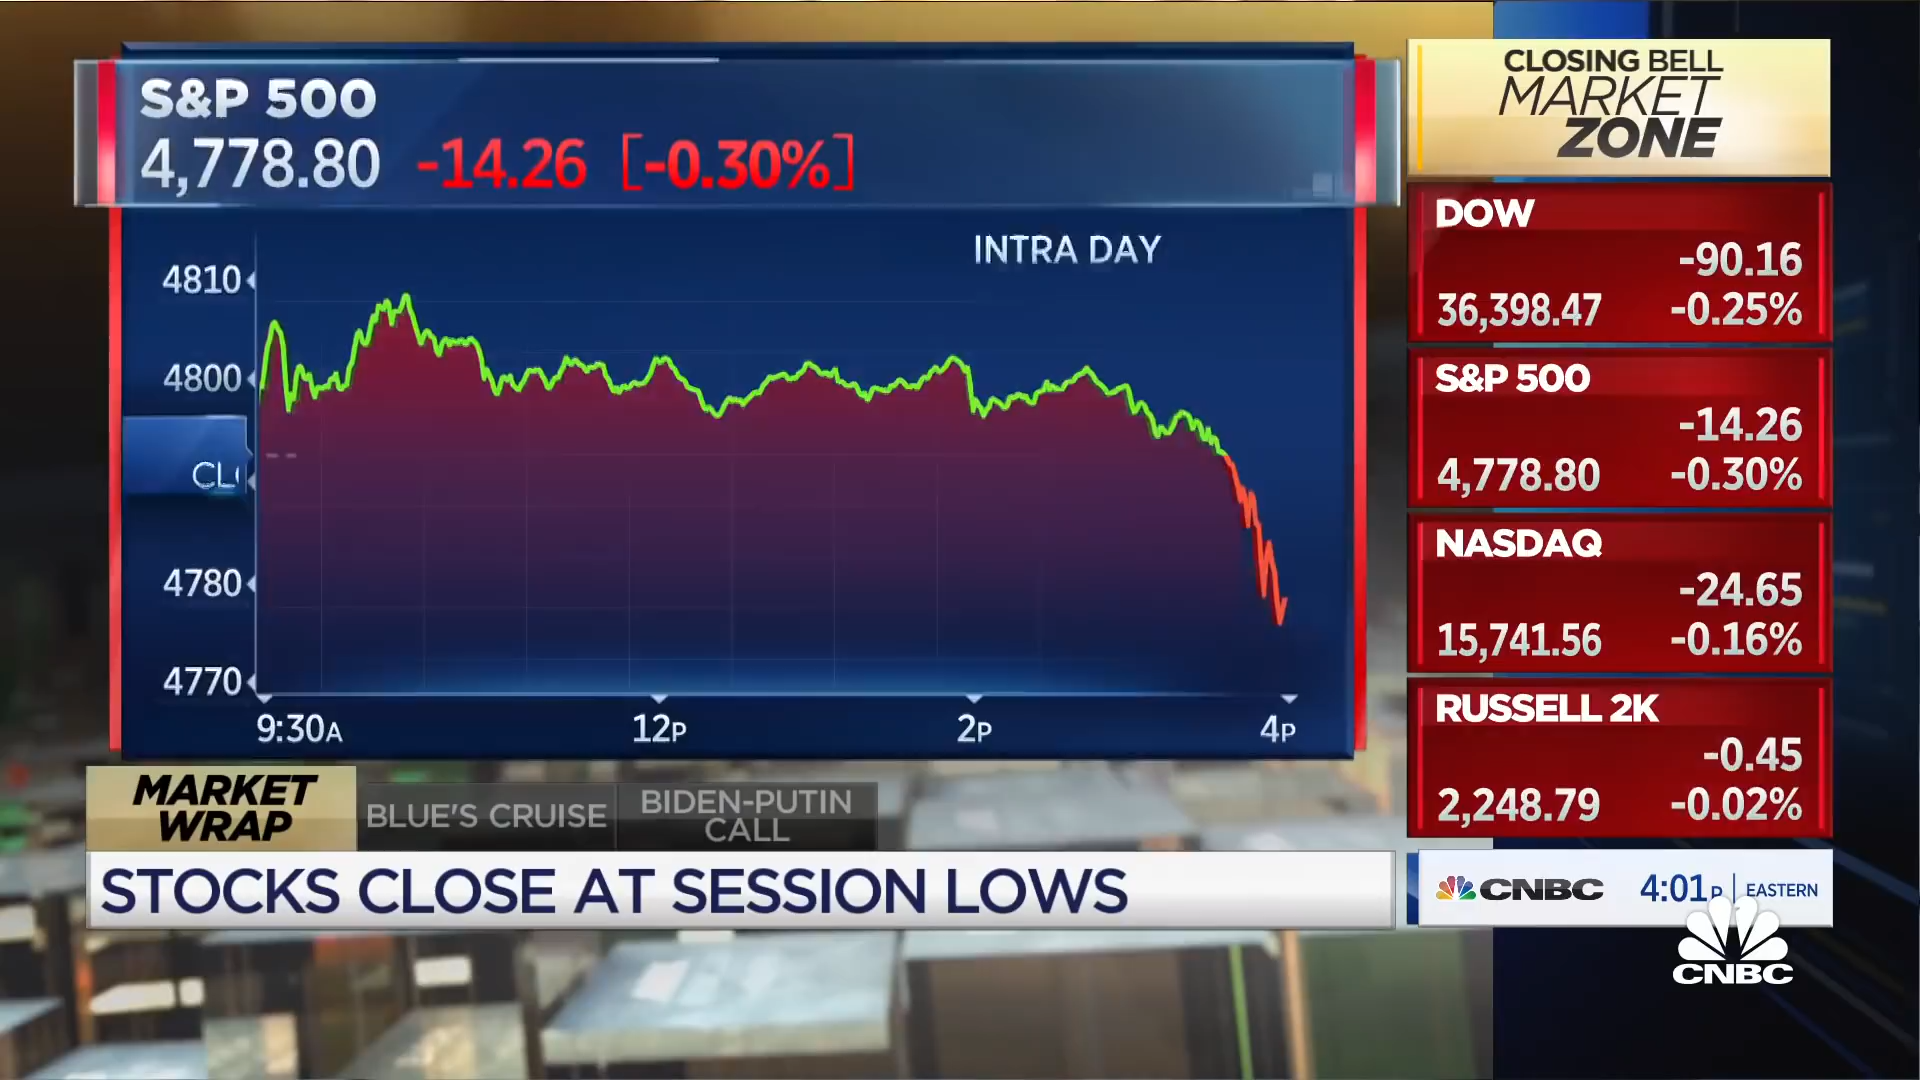 S&P 500
4,778.80 -14.26 [-0.30%]
INTRA DAY
4810
4800
4780
4770
9:30A 12P 2P 4P
CLOSING BELL
MARKET
ZONE
DOW
-90.16
36,398.47 -0.25%
S&P 500
-14.26
4,778.80 -0.30%
NASDAQ
-24.65
15,741.56 -0.16%
RUSSELL 2K
-0.45
2,248.79 -0.02%
MARKET
WRAP
BLUE'S CRUISE
BIDEN-PUTIN
CALL
STOCKS CLOSE AT SESSION LOWS
CNBC 4:01P EASTERN
CNBC